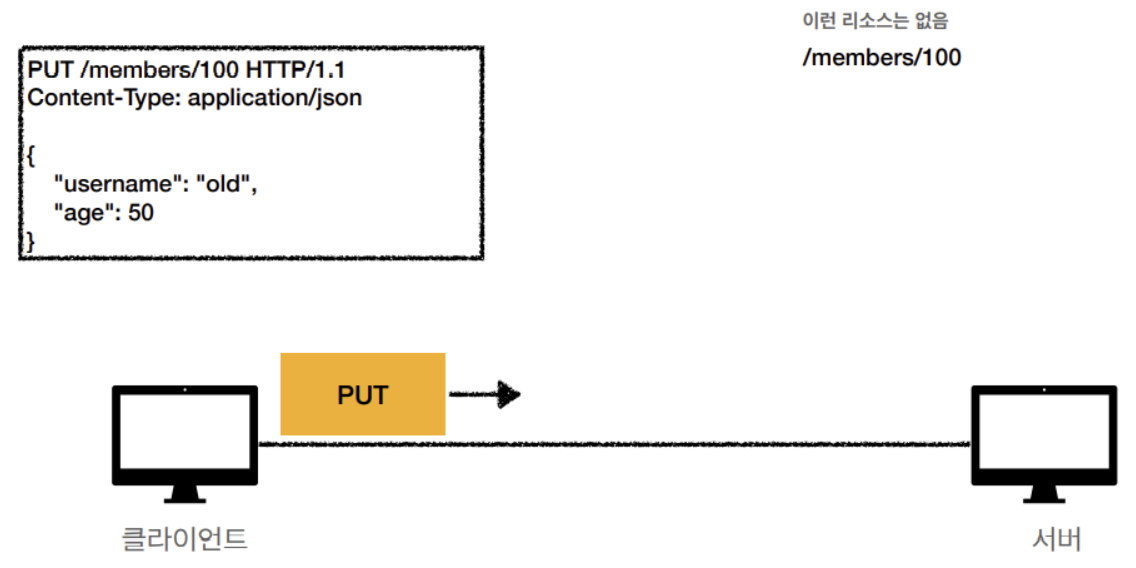 이런 리소스는 없음
/members/100
PUT /members/100 HTTP/1.1
Content-Type: application/json
{
"username": "old",
"age": 50
}
PUT
클라이언트
서버